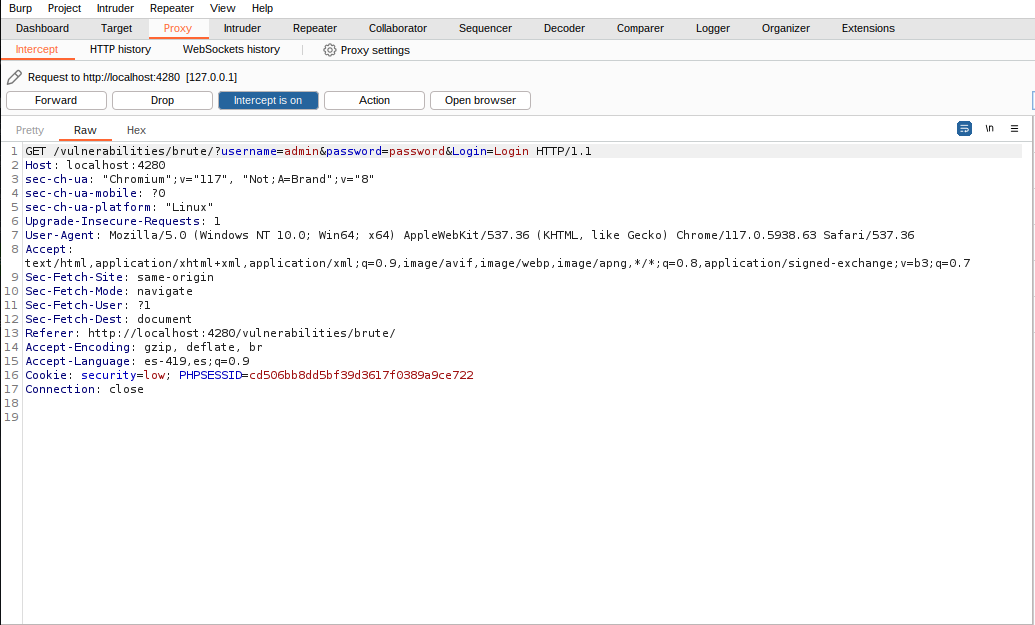 Burp Project Intruder Repeater View Help
Dashboard Target Proxy Intruder Repeater Collaborator Sequencer Decoder Comparer Logger Organizer Extensions
Intercept HTTP history WebSockets history Proxy settings
Request to http://localhost:4280 [127.0.0.1]
Forward Drop Intercept is on Action Open browser
Pretty Raw Hex \n
1 GET /vulnerabilities/brute/?username=admin&password=password&Login=Login HTTP/1.1
2 Host: localhost:4280
3 sec-ch-ua: "Chromium";v="117", "Not;A=Brand";v="8"
4 sec-ch-ua-mobile: ?0
5 sec-ch-ua-platform: "Linux"
6 Upgrade-Insecure-Requests: 1
7 User-Agent: Mozilla/5.0 (Windows NT 10.0; Win64; x64) AppleWebKit/537.36 (KHTML, like Gecko) Chrome/117.0.5938.63 Safari/537.36
8 Accept:
text/html,application/xhtml+xml,application/xml;q=0.9,image/avif,image/webp,image/apng,*/*;q=0.8,application/signed-exchange;v=b3;q=0.7
9 Sec-Fetch-Site: same-origin
10 Sec-Fetch-Mode: navigate
11 Sec-Fetch-User: ?1
12 Sec-Fetch-Dest: document
13 Referer: http://localhost:4280/vulnerabilities/brute/
14 Accept-Encoding: gzip, deflate, br
15 Accept-Language: es-419,es;q=0.9
16 Cookie: security=low; PHPSESSID=cd506bb8dd5bf39d3617f0389a9ce722
17 Connection: close
18
19